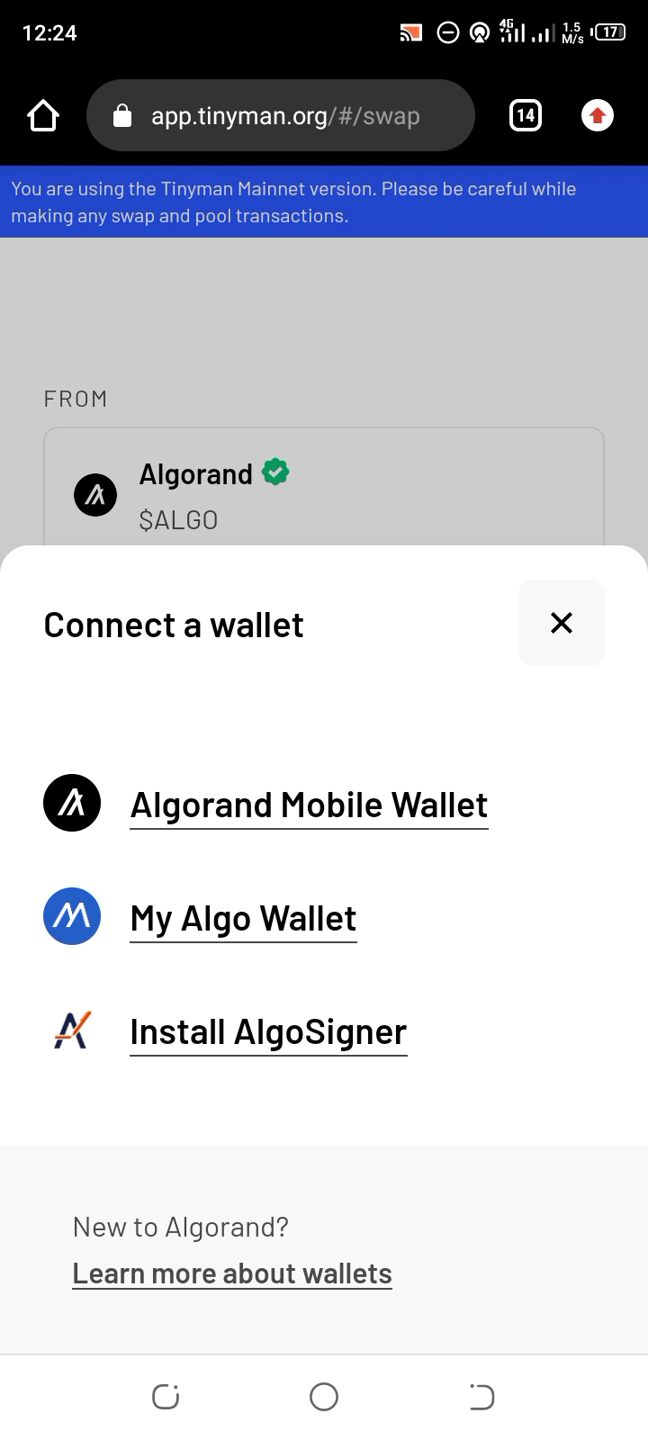 12:24
4G
1.5
M/s
17
app.tinyman.org/#/swap
14
You are using the Tinyman Mainnet version. Please be careful while
making any swap and pool transactions.
FROM
Algorand
$ALGO
Connect a wallet
Algorand Mobile Wallet
My Algo Wallet
Install AlgoSigner
New to Algorand?
Learn more about wallets